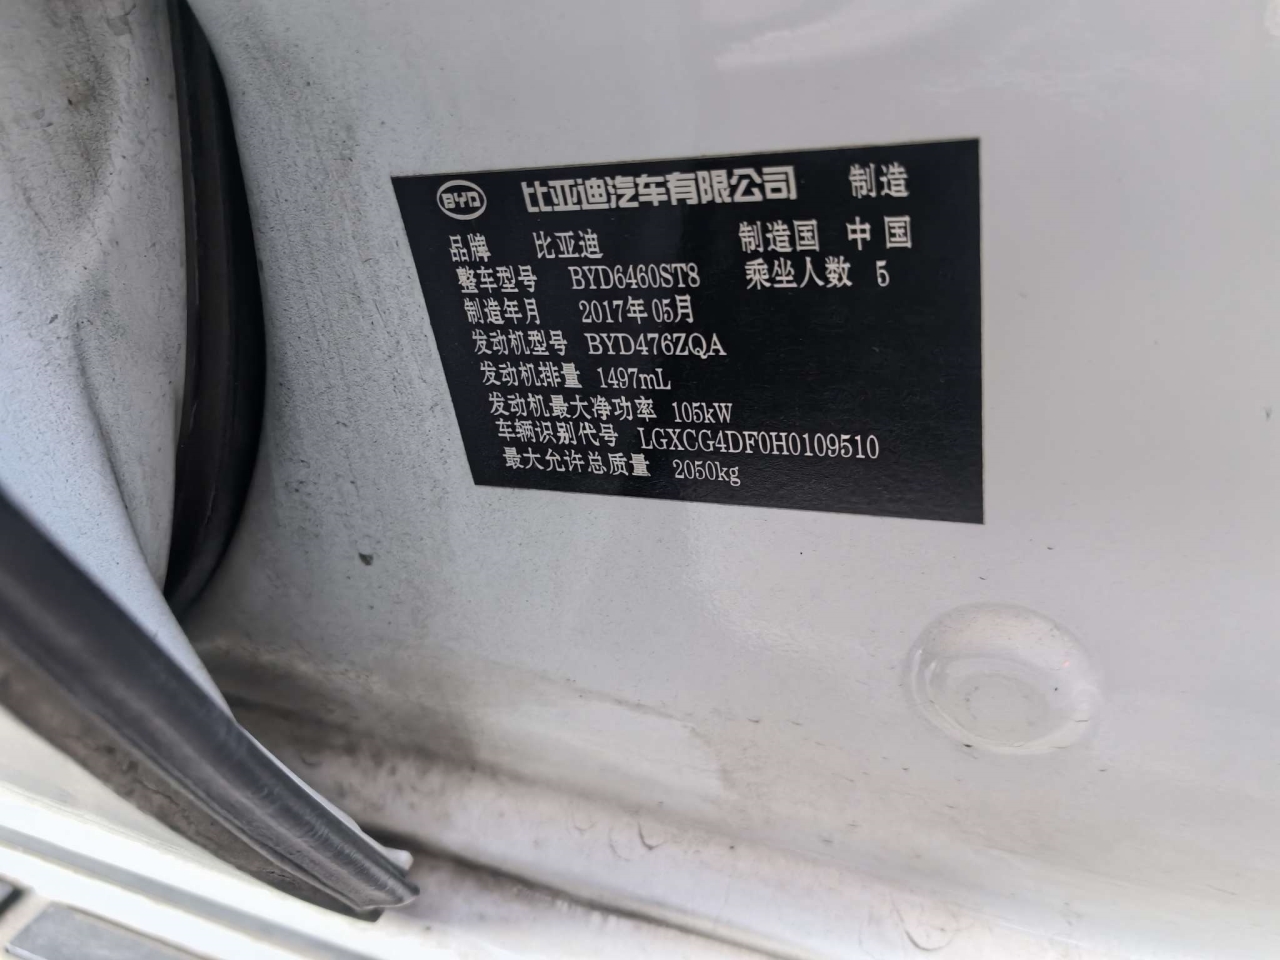 BYD 比亚迪汽车有限公司 制造
品牌 比亚迪 制造国 中国
整车型号 BYD6460ST8 乘坐人数 5
制造年月 2017年05月
发动机型号 BYD476ZQA
发动机排量 1497mL
发动机最大净功率 105kW
车辆识别代号 LGXCG4DF0H0109510
最大允许总质量 2050kg